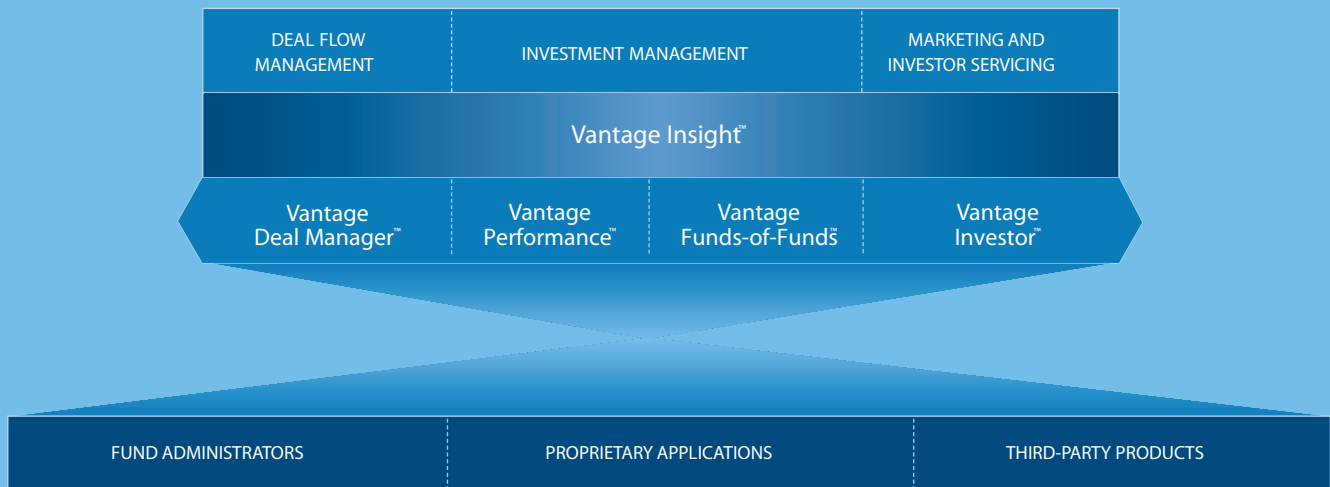 DEAL FLOW
MANAGEMENT
INVESTMENT MANAGEMENT
MARKETING AND
INVESTOR SERVICING
Vantage Insight™
Vantage
Deal Manager™
Vantage
Performance™
Vantage
Funds-of-Funds™
Vantage
Investor™
FUND ADMINISTRATORS
PROPRIETARY APPLICATIONS
THIRD-PARTY PRODUCTS